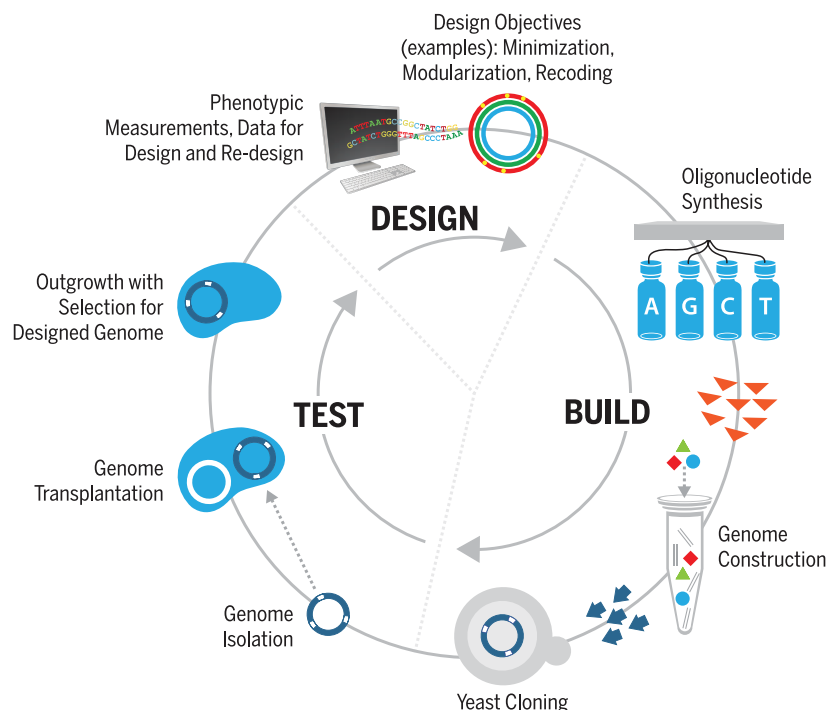 Design Objectives
(examples): Minimization,
Modularization, Recoding
Phenotypic
Measurements, Data for
Design and Re-design
ATTTAATGCCGGCTATCTGG
Oligonucleotide
Synthesis
DESIGN
A G C T
Outgrowth with
Selection for
Designed Genome
TEST
BUILD
Genome
Transplantation
Genome
Construction
Genome
Isolation
Yeast Cloning